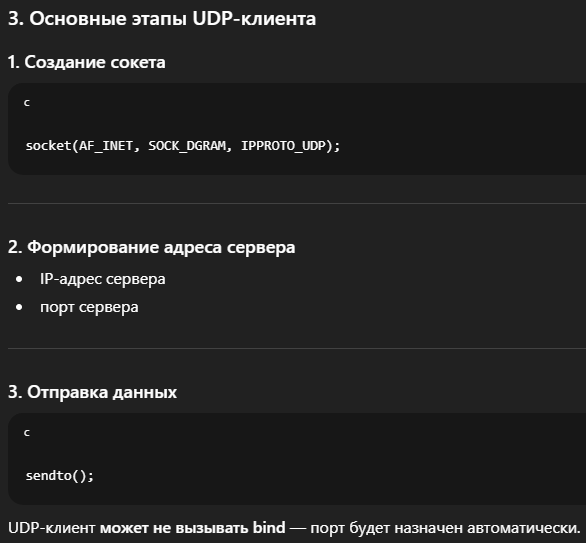 3. Основные этапы UDP-клиента
1. Создание сокета
c
socket(AF_INET, SOCK_DGRAM, IPPROTO_UDP);
2. Формирование адреса сервера
• IP-адрес сервера
• порт сервера
3. Отправка данных
c
sendto();
UDP-клиент может не вызывать bind — порт будет назначен автоматически.